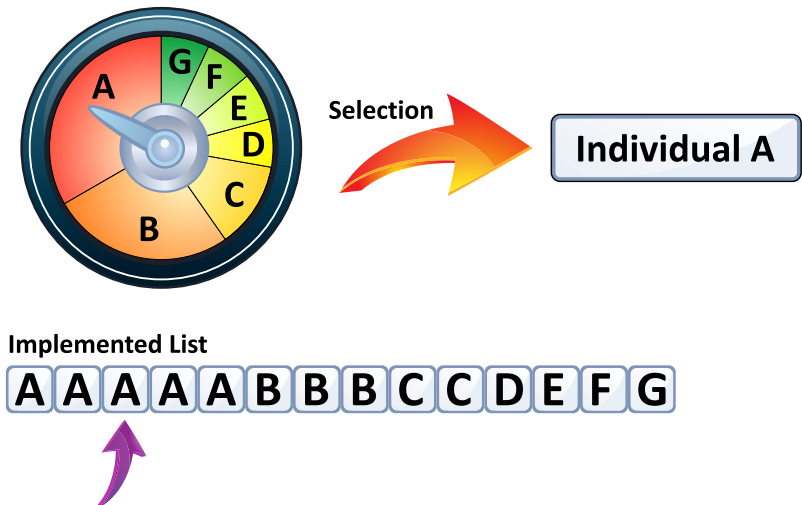 G
F
A
E
D
C
B
Selection
Individual A
Implemented List
A A A A A B B B C C D E F G